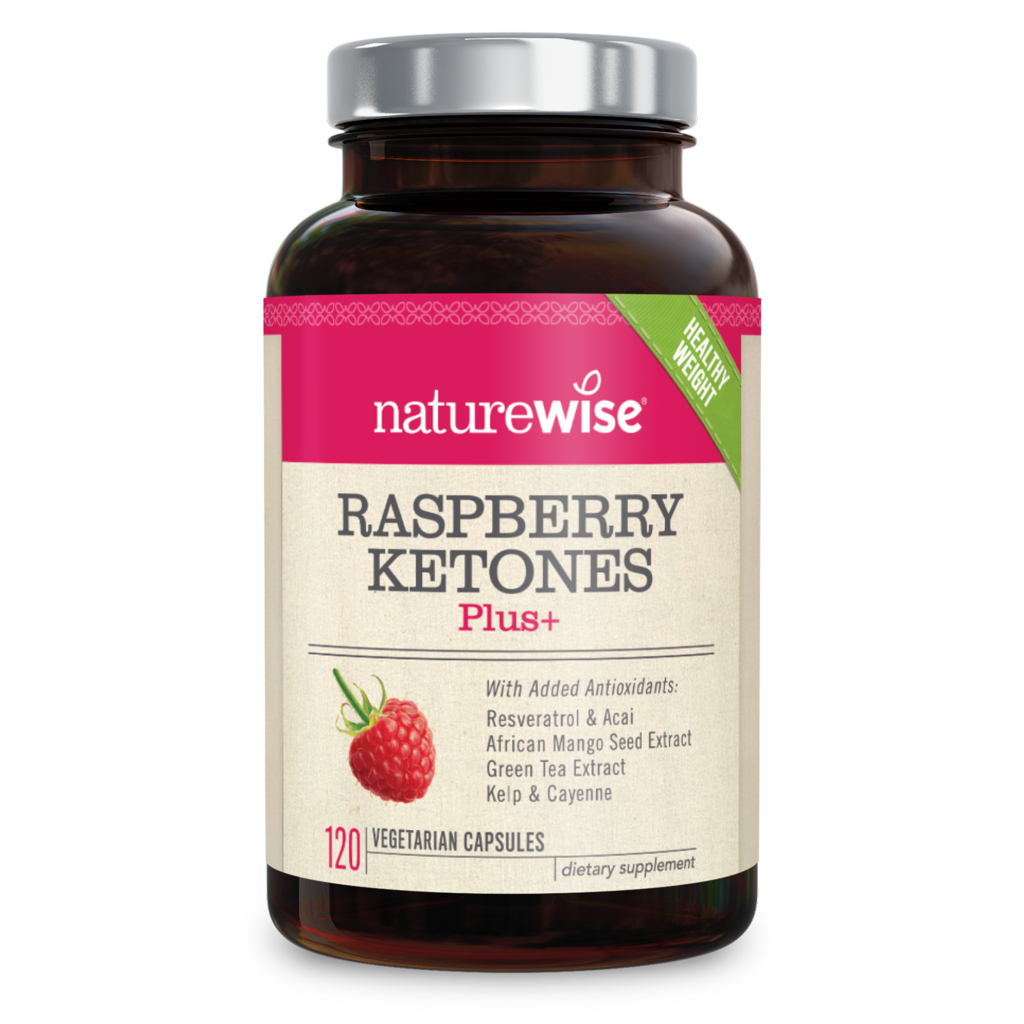 HEALTHY
WEIGHT
naturewise®
RASPBERRY
KETONES
Plus+
With Added Antioxidants:
Resveratrol & Acai
African Mango Seed Extract
Green Tea Extract
Kelp & Cayenne
120 VEGETARIAN CAPSULES
dietary supplement